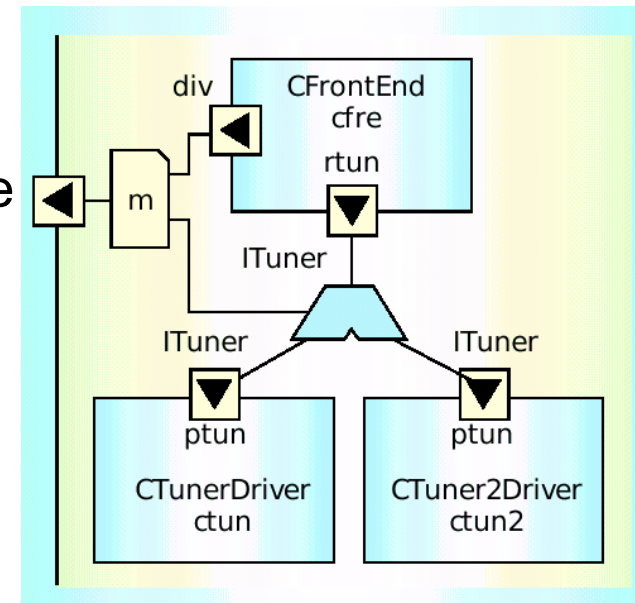 div
CFrontEnd
cfre
rtun
e
m
ITuner
ITuner
ITuner
ptun
ptun
CTunerDriver
ctun
CTuner2Driver
ctun2